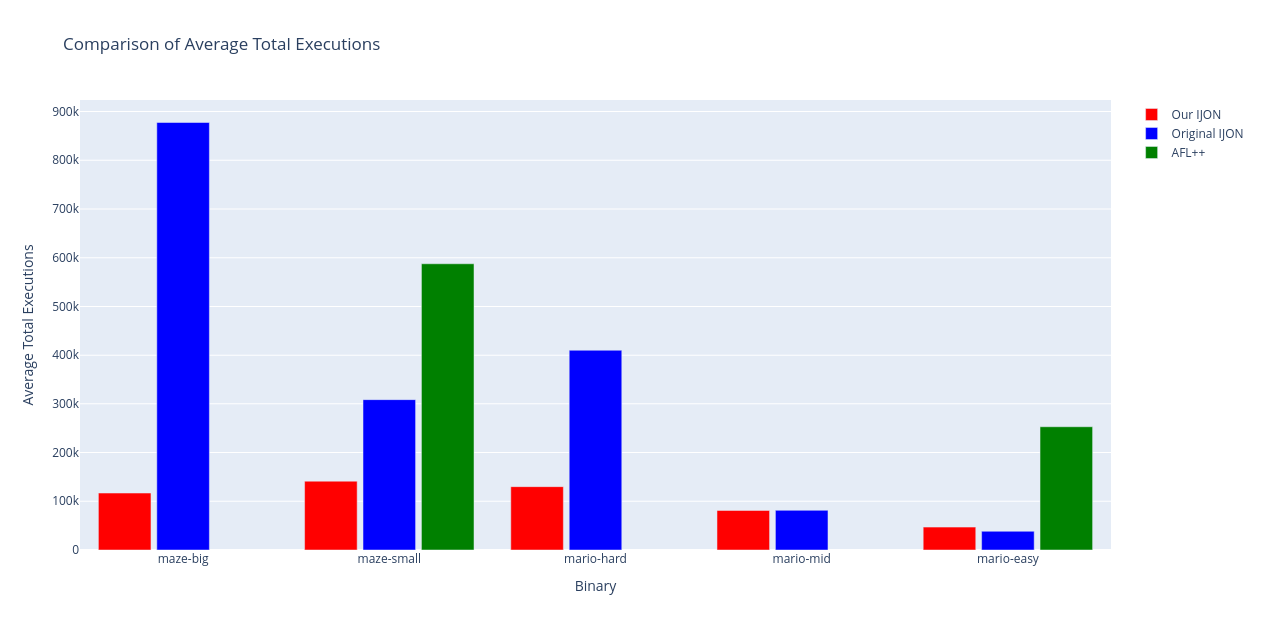 Comparison of Average Total Executions
Our IJON
Original IJON
AFL++
Average Total Executions
900k
800k
700k
600k
500k
400k
300k
200k
100k
0
maze-big
maze-small
mario-hard
mario-mid
mario-easy
Binary